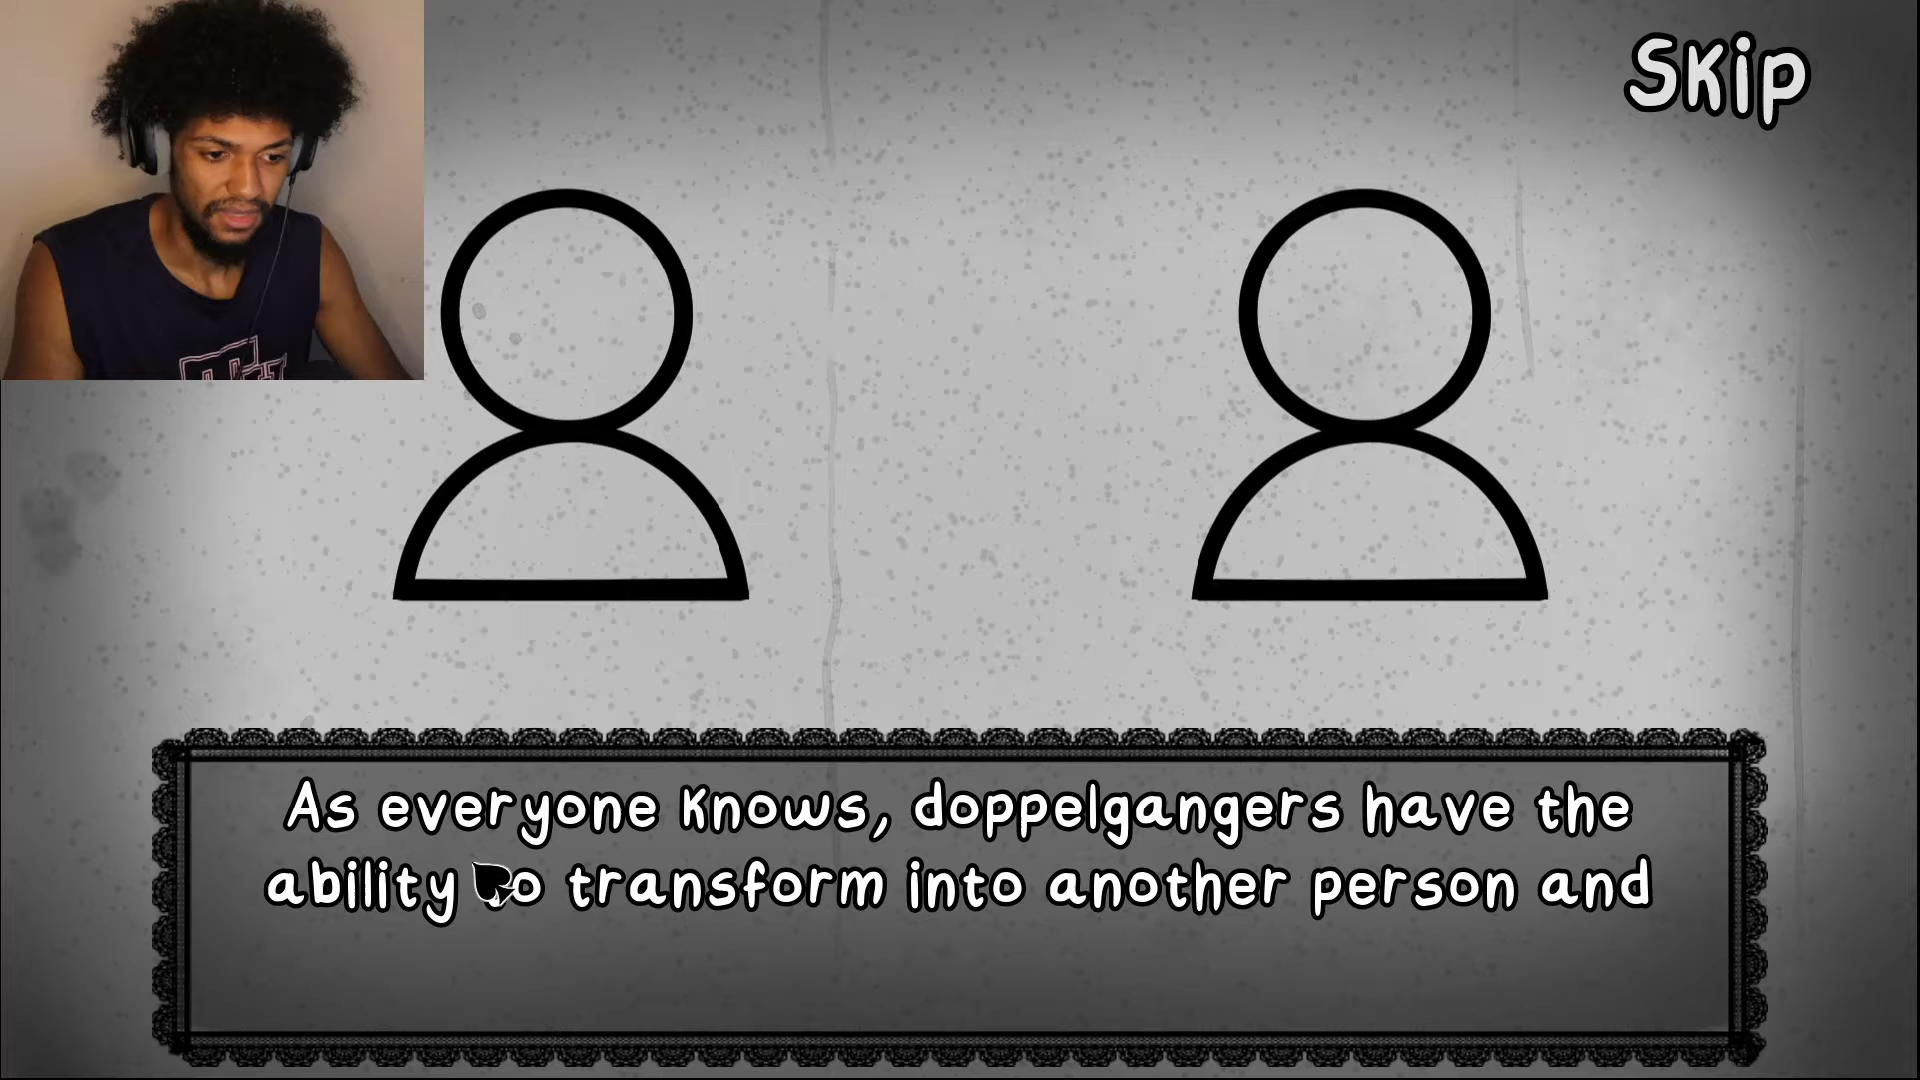 Skip
As everyone knows, doppelgangers have the
ability to transform into another person and